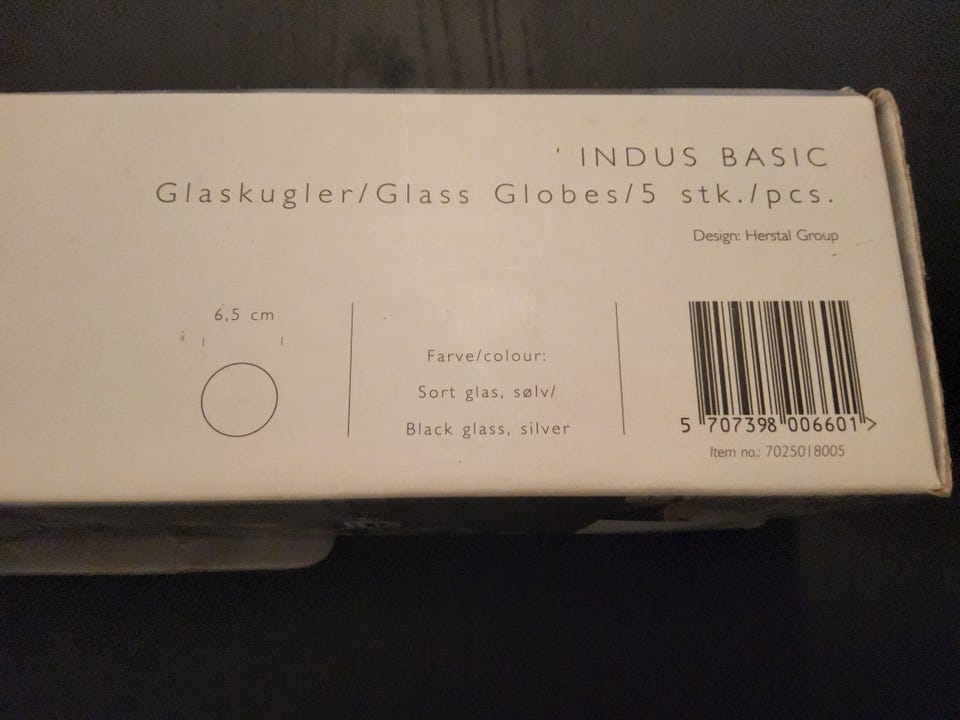 ' INDUS BASIC
Glaskugler/Glass Globes/5 stk./pcs.
Design: Herstal Group
6,5 cm
Farve/colour:
Sort glas, sølv/
Black glass, silver
5 707398 006601 >
Item no.: 7025018005